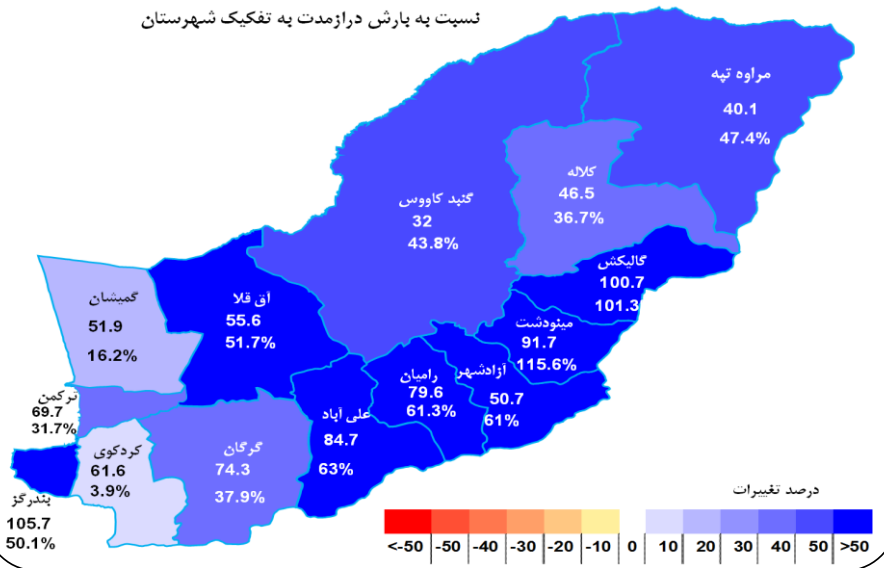 نسبت به بارش درازمدت به تفکیک شهرستان
مراوه تپه
40.1
47.4%
کلاله
46.5
36.7%
گنبد کاووس
32
43.8%
گالیکش
100.7
101.3
گمیشان
51.9
16.2%
آق قلا
55.6
51.7%
مینودشت
91.7
115.6%
آزادشهر
50.7
61%
رامیان
79.6
61.3%
علی آباد
84.7
63%
ترکمن
69.7
31.7%
کردکوی
61.6
3.9%
گرگان
74.3
37.9%
بندرگز
105.7
50.1%
درصد تغییرات
<-50 -50 -40 -30 -20 -10 0 10 20 30 40 50 >50